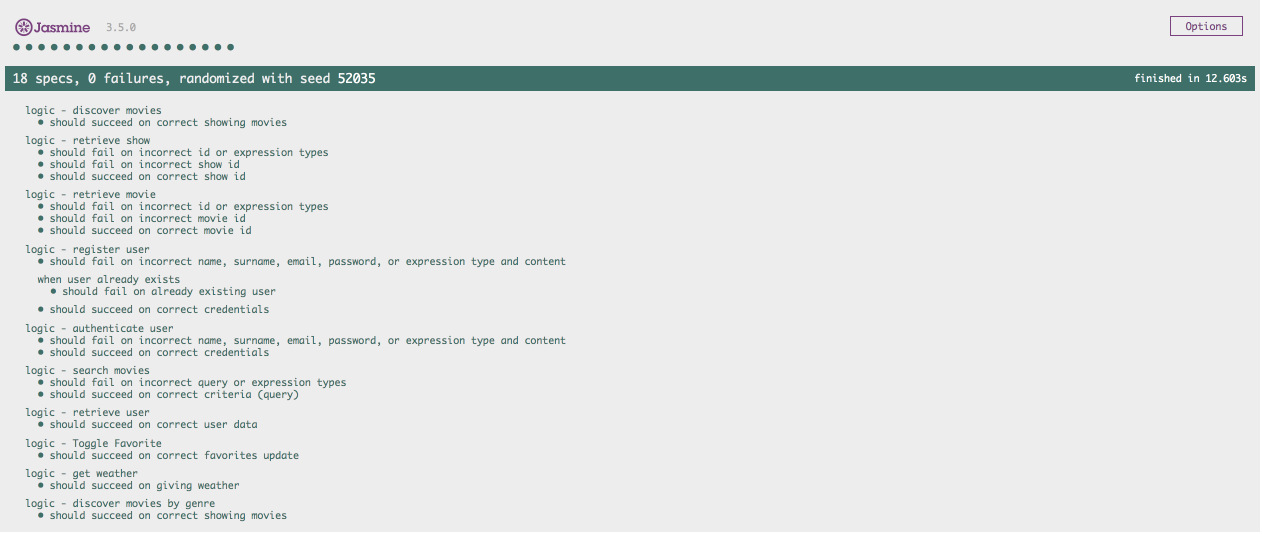 Jasmine 3.5.0
Options
18 specs, 0 failures, randomized with seed 52035
finished in 12.603s
logic - discover movies
• should succeed on correct showing movies
logic - retrieve show
• should fail on incorrect id or expression types
• should fail on incorrect show id
• should succeed on correct show id
logic - retrieve movie
• should fail on incorrect id or expression types
• should fail on incorrect movie id
• should succeed on correct movie id
logic - register user
• should fail on incorrect name, surname, email, password, or expression type and content
when user already exists
• should fail on already existing user
• should succeed on correct credentials
logic - authenticate user
• should fail on incorrect name, surname, email, password, or expression type and content
• should succeed on correct credentials
logic - search movies
• should fail on incorrect query or expression types
• should succeed on correct criteria (query)
logic - retrieve user
• should succeed on correct user data
logic - Toggle Favorite
• should succeed on correct favorites update
logic - get weather
• should succeed on giving weather
logic - discover movies by genre
• should succeed on correct showing movies